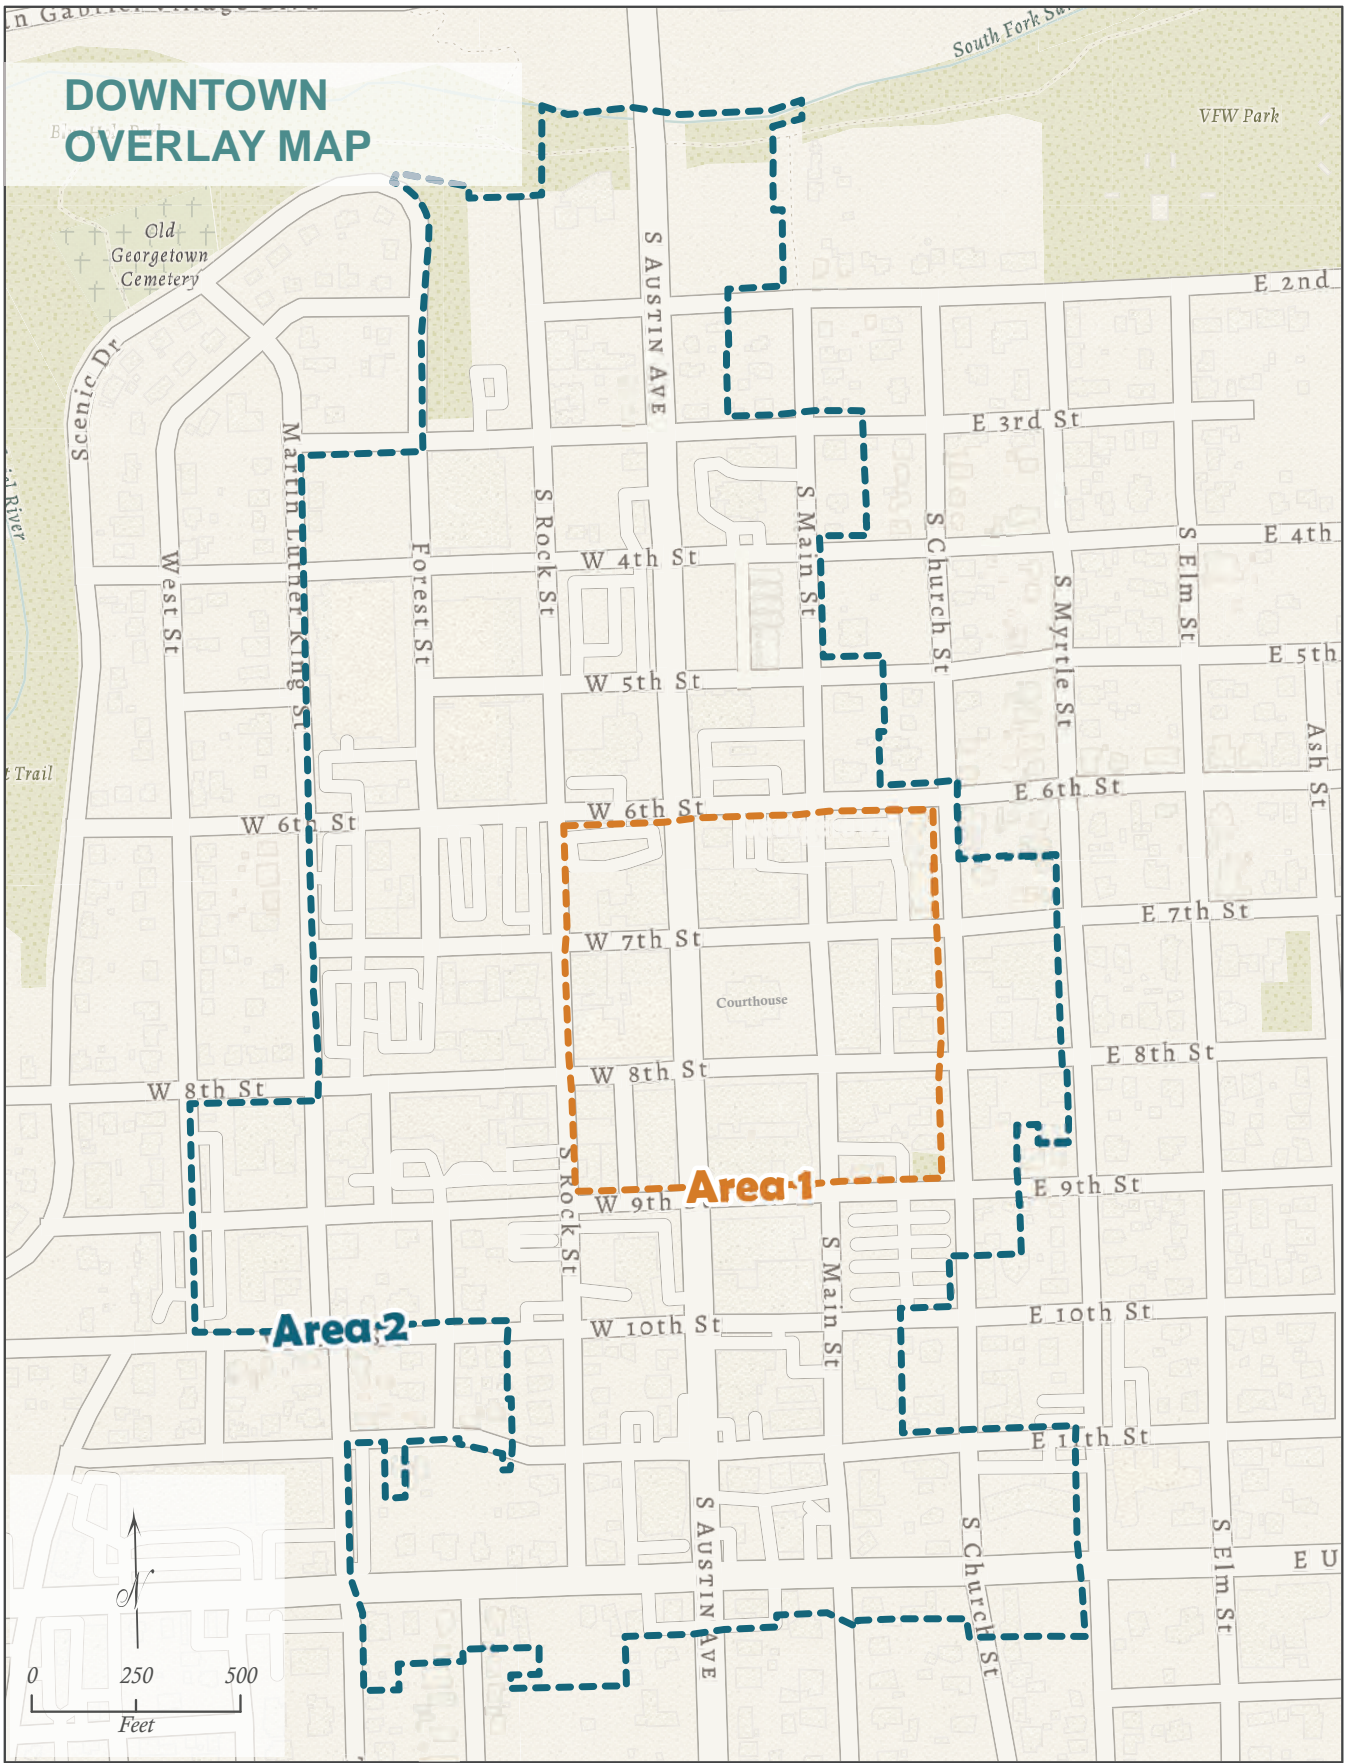 South Fork
DOWNTOWN
OVERLAY MAP
VFW Park
Old
Georgetown
Cemetery
S Austin Ave
E 2nd
Scenic Dr
E 3rd St
Martin Luther King St
River
S Rock St
S Main St
S Church St
S Elm St
E 4th
W 4th St
West St
Forest St
S Myrtle St
E 5th
W 5th St
Ash St
t Trail
E 6th St
W 6th St
W 6th St
E 7th St
W 7th St
Courthouse
E 8th St
W 8th St
W 8th St
S Rock St
Area 1
E 9th St
W 9th
S Main St
E 10th St
Area 2
W 10th St
E 11th St
S Austin Ave
S Church St
S Elm St
E U
N
0 250 500
Feet